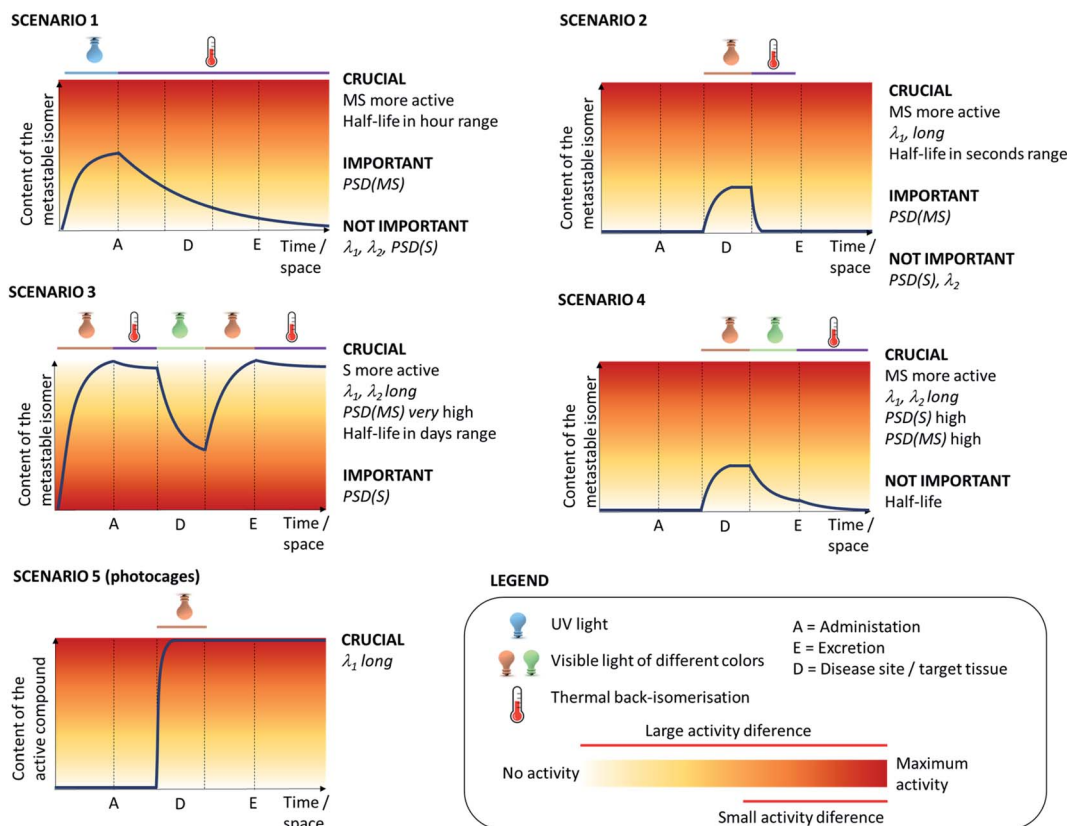 SCENARIO 1
Content of the
metastable isomer
A
D
E
Time /
space
CRUCIAL
MS more active
Half-life in hour range
IMPORTANT
PSD(MS)
NOT IMPORTANT
λ1, λ2, PSD(S)
SCENARIO 2
Content of the
metastable isomer
A
D
E
Time /
space
CRUCIAL
MS more active
λ1, long
Half-life in seconds range
IMPORTANT
PSD(MS)
NOT IMPORTANT
PSD(S), λ2
SCENARIO 3
Content of the
metastable isomer
A
D
E
Time /
space
CRUCIAL
S more active
λ1, λ2 long
PSD(MS) very high
Half-life in days range
IMPORTANT
PSD(S)
SCENARIO 4
Content of the
metastable isomer
A
D
E
Time /
space
CRUCIAL
MS more active
λ1, λ2 long
PSD(S) high
PSD(MS) high
NOT IMPORTANT
Half-life
SCENARIO 5 (photocages)
Content of the
active compound
A
D
E
Time /
space
CRUCIAL
λ1 long
LEGEND
UV light
Visible light of different colors
Thermal back-isomerisation
A = Administation
E = Excretion
D = Disease site / target tissue
Large activity diference
No activity
Maximum
activity
Small activity diference